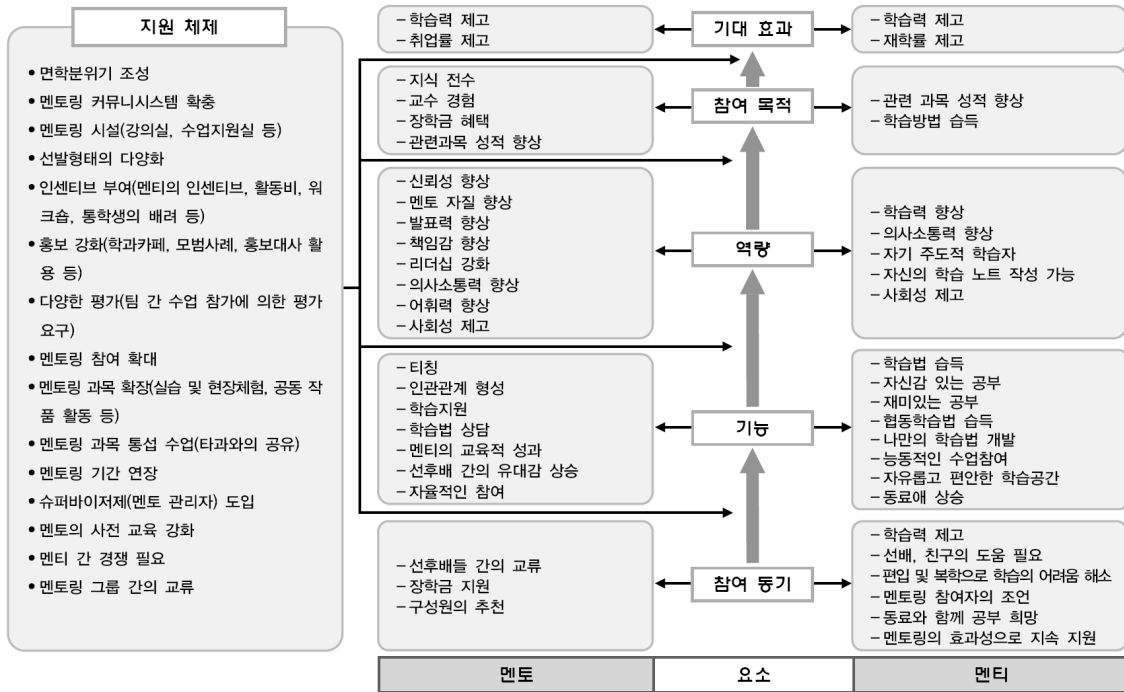 지원 체제
• 면학분위기 조성
• 멘토링 커뮤니시스템 확충
• 멘토링 시설(강의실, 수업지원실 등)
• 선발형태의 다양화
• 인센티브 부여(멘티의 인센티브, 활동비, 워
크숍, 통학생의 배려 등)
• 홍보 강화(학과카페, 모범사례, 홍보대사 활
용 등)
• 다양한 평가(팀 간 수업 참가에 의한 평가
요구)
• 멘토링 참여 확대
• 멘토링 과목 확장(실습 및 현장체험, 공동 작
품 활동 등)
• 멘토링 과목 통섭 수업(타과와의 공유)
• 멘토링 기간 연장
• 슈퍼바이저제(멘토 관리자) 도입
• 멘토의 사전 교육 강화
• 멘티 간 경쟁 필요
• 멘토링 그룹 간의 교류
– 학습력 제고
– 취업률 제고
기대 효과
– 학습력 제고
– 재학률 제고
– 지식 전수
– 교수 경험
– 장학금 혜택
– 관련과목 성적 향상
참여 목적
– 관련 과목 성적 향상
– 학습방법 습득
– 신뢰성 향상
– 멘토 자질 향상
– 발표력 향상
– 책임감 향상
– 리더십 강화
– 의사소통력 향상
– 어휘력 향상
– 사회성 제고
역량
– 학습력 향상
– 의사소통력 향상
– 자기 주도적 학습자
– 자신의 학습 노트 작성 가능
– 사회성 제고
– 티칭
– 인관관계 형성
– 학습지원
– 학습법 상담
– 멘티의 교육적 성과
– 선후배 간의 유대감 상승
– 자율적인 참여
기능
– 학습법 습득
– 자신감 있는 공부
– 재미있는 공부
– 협동학습법 습득
– 나만의 학습법 개발
– 능동적인 수업참여
– 자유롭고 편안한 학습공간
– 동료애 상승
– 선후배들 간의 교류
– 장학금 지원
– 구성원의 추천
참여 동기
– 학습력 제고
– 선배, 친구의 도움 필요
– 편입 및 복학으로 학습의 어려움 해소
– 멘토링 참여자의 조언
– 동료와 함께 공부 희망
– 멘토링의 효과성으로 지속 지원
멘토
요소
멘티